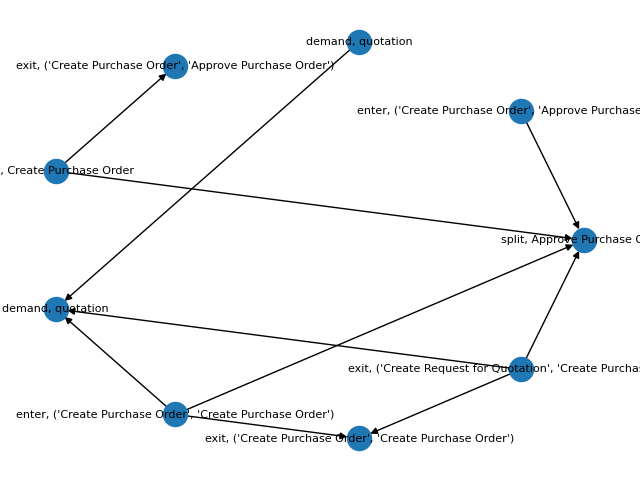 demand, quotation
exit, ('Create Purchase Order', 'Approve Purchase Order')
enter, ('Create Purchase Order', 'Approve Purchase
, Create Purchase Order
split, Approve Purchase
demand, quotation
exit, ('Create Request for Quotation', 'Create
enter, ('Create Purchase Order', 'Create Purchase Order')
exit, ('Create Purchase Order', 'Create Purchase Order')